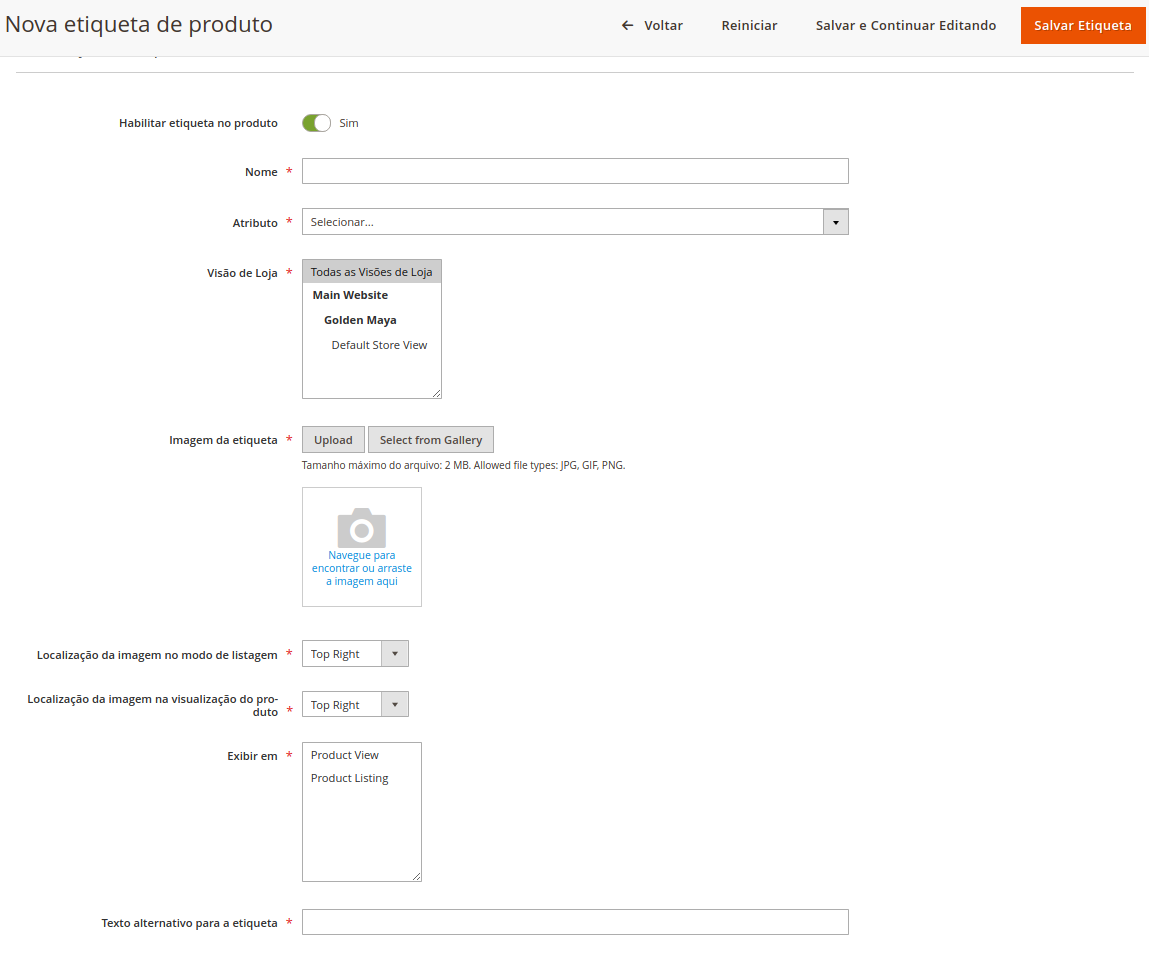 Nova etiqueta de produto
← Voltar
Reiniciar
Salvar e Continuar Editando
Salvar Etiqueta
Habilitar etiqueta no produto
Sim
Nome *
Atributo *
Selecionar...
Visão de Loja *
Todas as Visões de Loja
Main Website
Golden Maya
Default Store View
Imagem da etiqueta *
Upload
Select from Gallery
Tamanho máximo do arquivo: 2 MB. Allowed file types: JPG, GIF, PNG.
Navegue para
encontrar ou arraste
a imagem aqui
Localização da imagem no modo de listagem *
Top Right
Localização da imagem na visualização do pro-
duto *
Top Right
Exibir em *
Product View
Product Listing
Texto alternativo para a etiqueta *